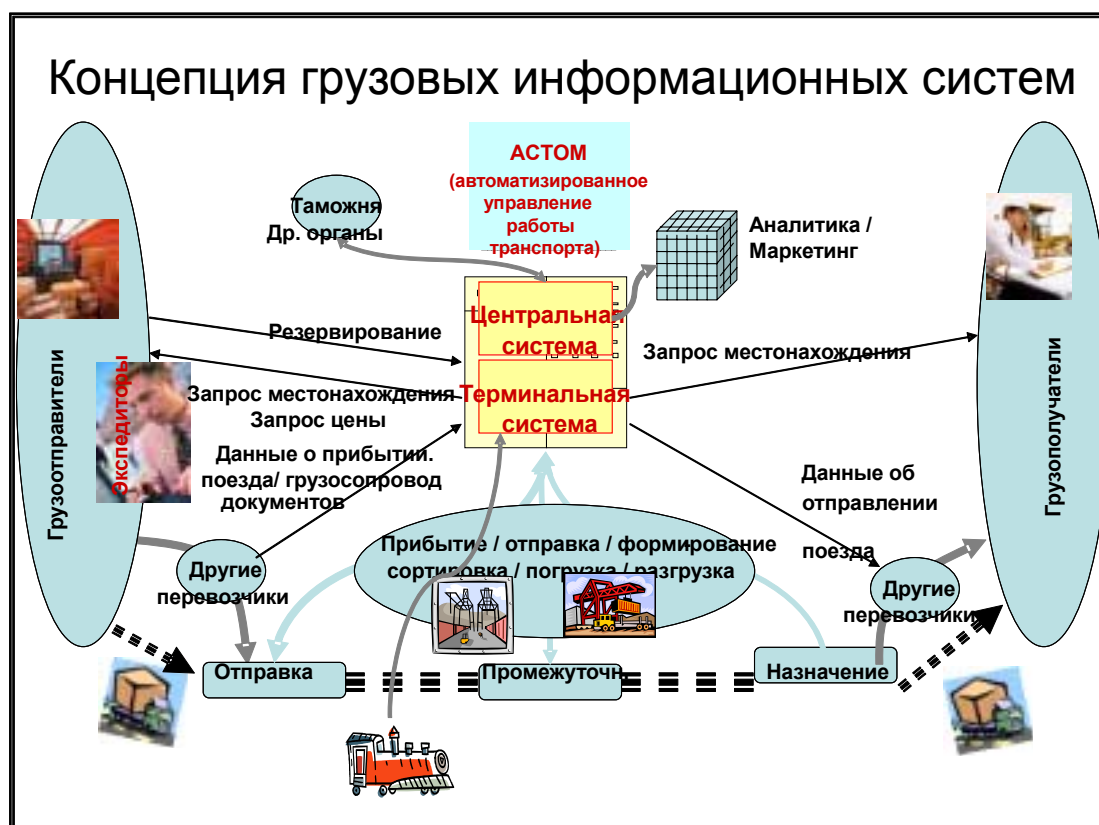 Концепция грузовых информационных систем
АСТОМ
(автоматизированное
управление
работы
транспорта)
Таможня
Др. органы
Аналитика /
Маркетинг
Центральная
система
Терминальная
система
Резервирование
Запрос местонахождения
Запрос местонахождения
Запрос цены
Данные о прибытии.
поезда/ грузосопровод
документов
Грузоотправители
Экспедиторы
Грузополучатели
Данные об
отправлении
поезда
Прибытие / отправка / формирование
сортировка / погрузка / разгрузка
Другие
перевозчики
Другие
перевозчики
Отправка
Промежуточн.
Назначение